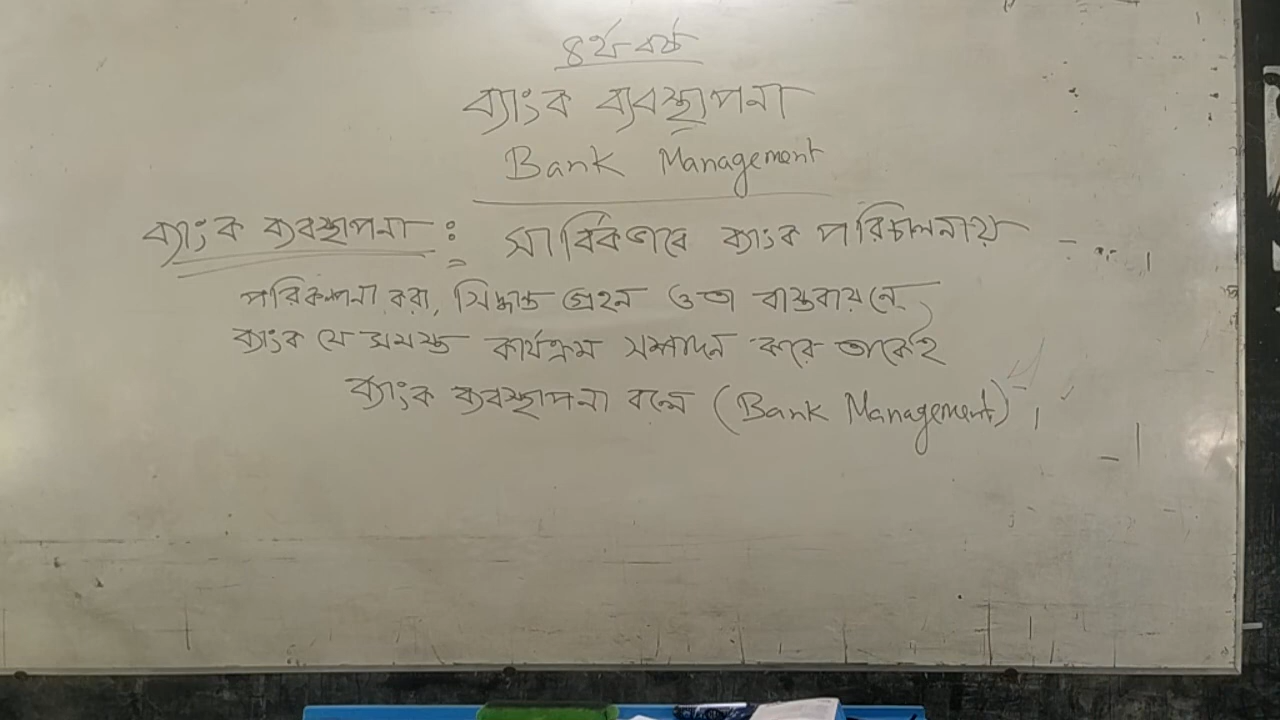 ৪র্থ বর্ষ
ব্যাংক ব্যবস্থাপনা
Bank Management
ব্যাংক ব্যবস্থাপনা : সার্বিকভাবে ব্যাংক পরিচালনায়
পরিকল্পনা করা, সিদ্ধান্ত গ্রহন ও তা বাস্তবায়নে
ব্যাংক যে সমস্ত কার্যক্রম সম্পাদন করে তাকেই
ব্যাংক ব্যবস্থাপনা বলে (Bank Management) ।